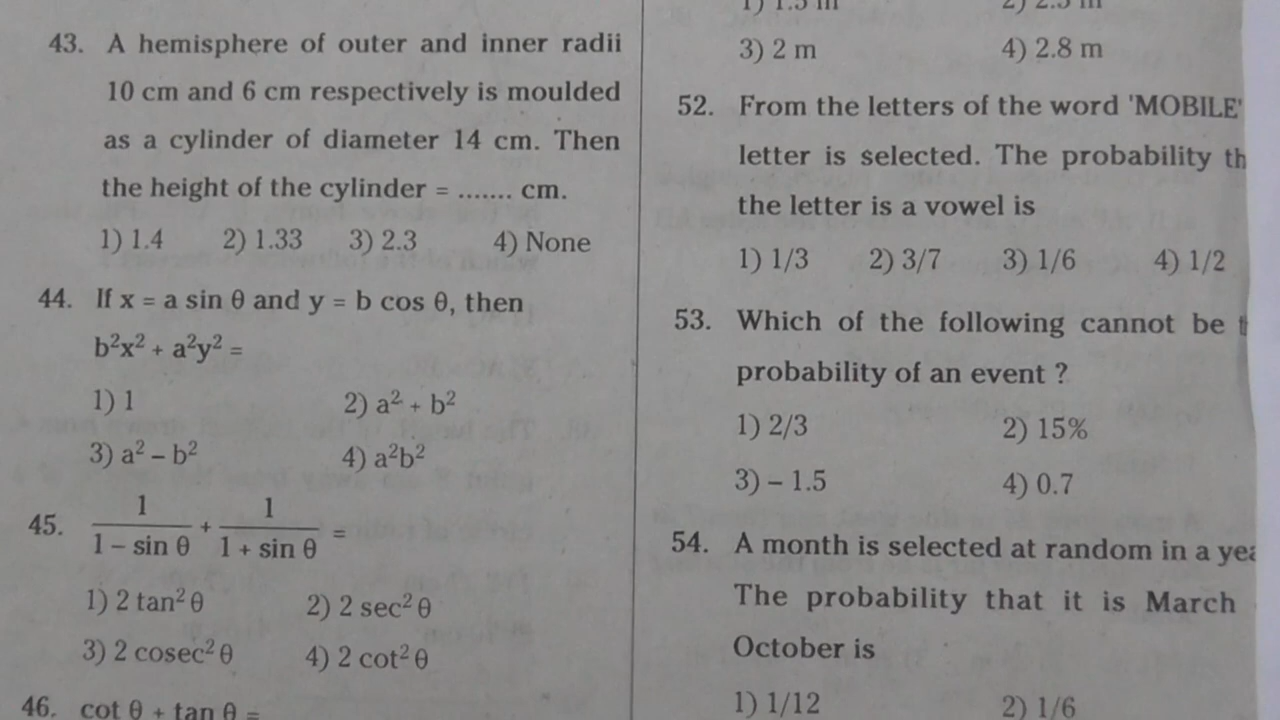 43. A hemisphere of outer and inner radii
10 cm and 6 cm respectively is moulded
as a cylinder of diameter 14 cm. Then
the height of the cylinder = ....... cm.
1) 1.4 2) 1.33 3) 2.3 4) None
44. If x = a sin θ and y = b cos θ, then
b²x² + a²y² =
1) 1 2) a² + b²
3) a² – b² 4) a²b²
45. 1 / (1 – sin θ) + 1 / (1 + sin θ) =
1) 2 tan² θ 2) 2 sec² θ
3) 2 cosec² θ 4) 2 cot² θ
46. cot θ + tan θ =
3) 2 m 4) 2.8 m
52. From the letters of the word 'MOBILE'
letter is selected. The probability th
the letter is a vowel is
1) 1/3 2) 3/7 3) 1/6 4) 1/2
53. Which of the following cannot be t
probability of an event ?
1) 2/3 2) 15%
3) – 1.5 4) 0.7
54. A month is selected at random in a yea
The probability that it is March
October is
1) 1/12 2) 1/6